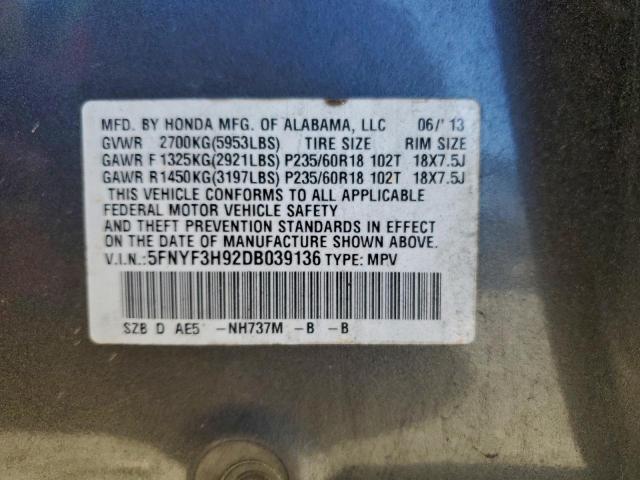 MFD. BY HONDA MFG. OF ALABAMA, LLC 06/'13
GVWR 2700KG(5953LBS) TIRE SIZE RIM SIZE
GAWR F 1325KG(2921LBS) P235/60R18 102T 18X7.5J
GAWR R1450KG(3197LBS) P235/60R18 102T 18X7.5J
THIS VEHICLE CONFORMS TO ALL APPLICABLE
FEDERAL MOTOR VEHICLE SAFETY
AND THEFT PREVENTION STANDARDS IN EFFECT
ON THE DATE OF MANUFACTURE SHOWN ABOVE.
V.I.N.:5FNYF3H92DB039136 TYPE: MPV
SZB D AE5 -NH737M -B -B